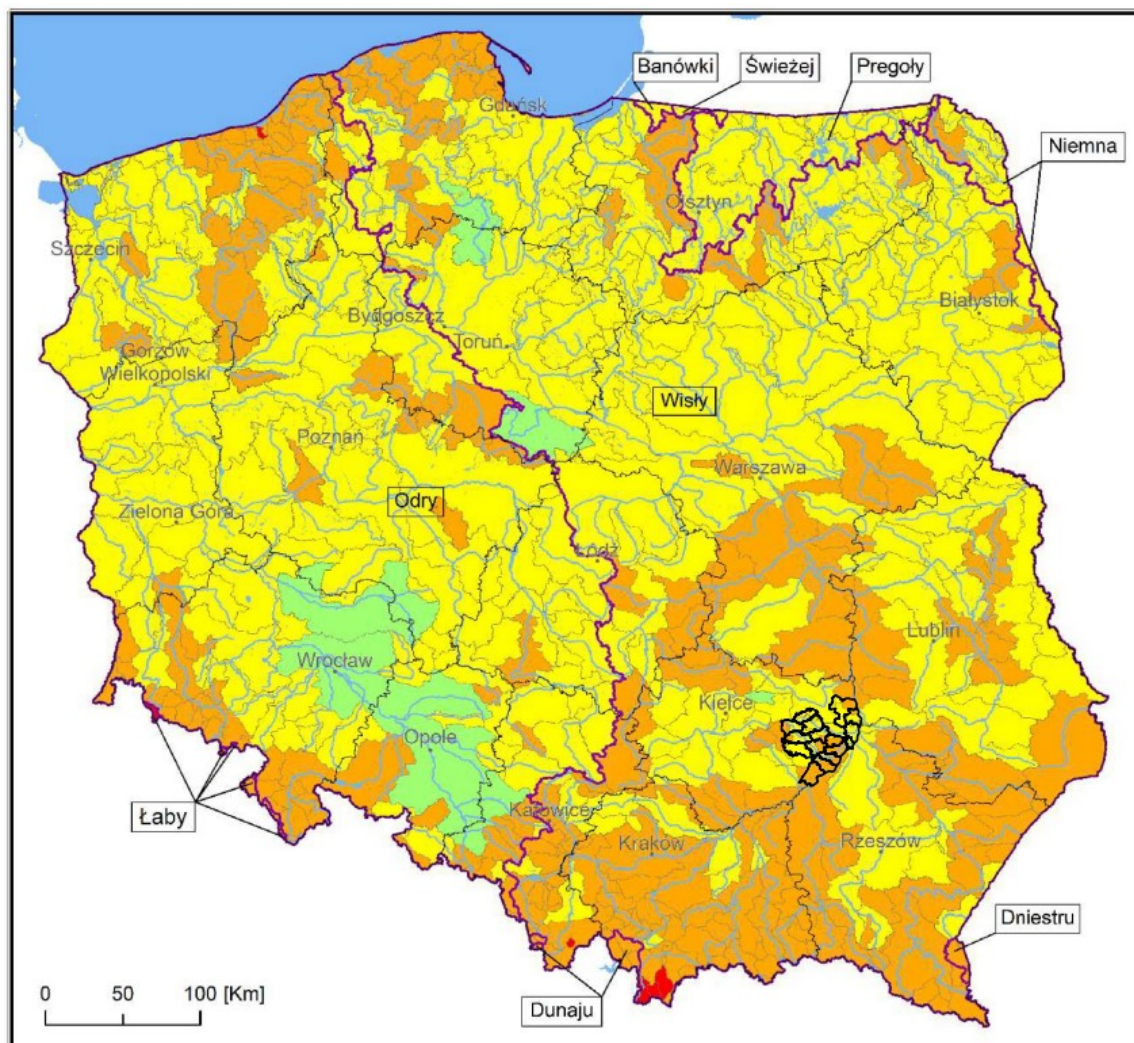 Banówki
Świeżej
Pregoły
Gdańsk
Niemna
Olsztyn
Szczecin
Białystok
Bydgoszcz
Toruń
Gorzów
Wielkopolski
Wisły
Poznań
Warszawa
Odry
Zielona Góra
Łódź
Lublin
Wrocław
Kielce
Opole
Łaby
Katowice
Kraków
Rzeszów
Dniestru
0 50 100 [Km]
Dunaju